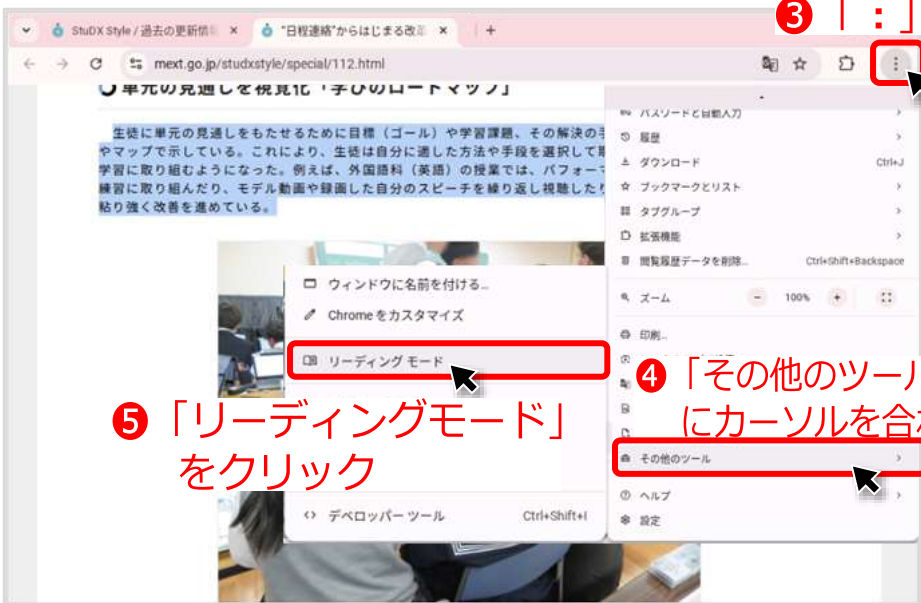 ❸「：」
StuDX Style / 過去の更新情報
"日程連絡"からはじまる改革
mext.go.jp/studxstyle/special/112.html
単元の見通しを視覚化「学びのロードマップ」
生徒に単元の見通しをもたせるために目標（ゴール）や学習課題、その解決の
やマップで示している。これにより、生徒は自分に適した方法や手段を選択して
学習に取り組むようになった。例えば、外国語科（英語）の授業では、パフォー
練習に取り組んだり、モデル動画や録画した自分のスピーチを繰り返し視聴したり
粘り強く改善を進めている。
パスワードと自動入力
履歴
ダウンロード Ctrl+J
ブックマークとリスト
タブグループ
拡張機能
閲覧履歴データを削除... Ctrl+Shift+Backspace
ズーム - 100% +
印刷...
❹「その他のツール
にカーソルを合
その他のツール
ヘルプ
設定
ウィンドウに名前を付ける...
Chrome をカスタマイズ
リーディング モード
❺「リーディングモード」
をクリック
デベロッパー ツール Ctrl+Shift+I